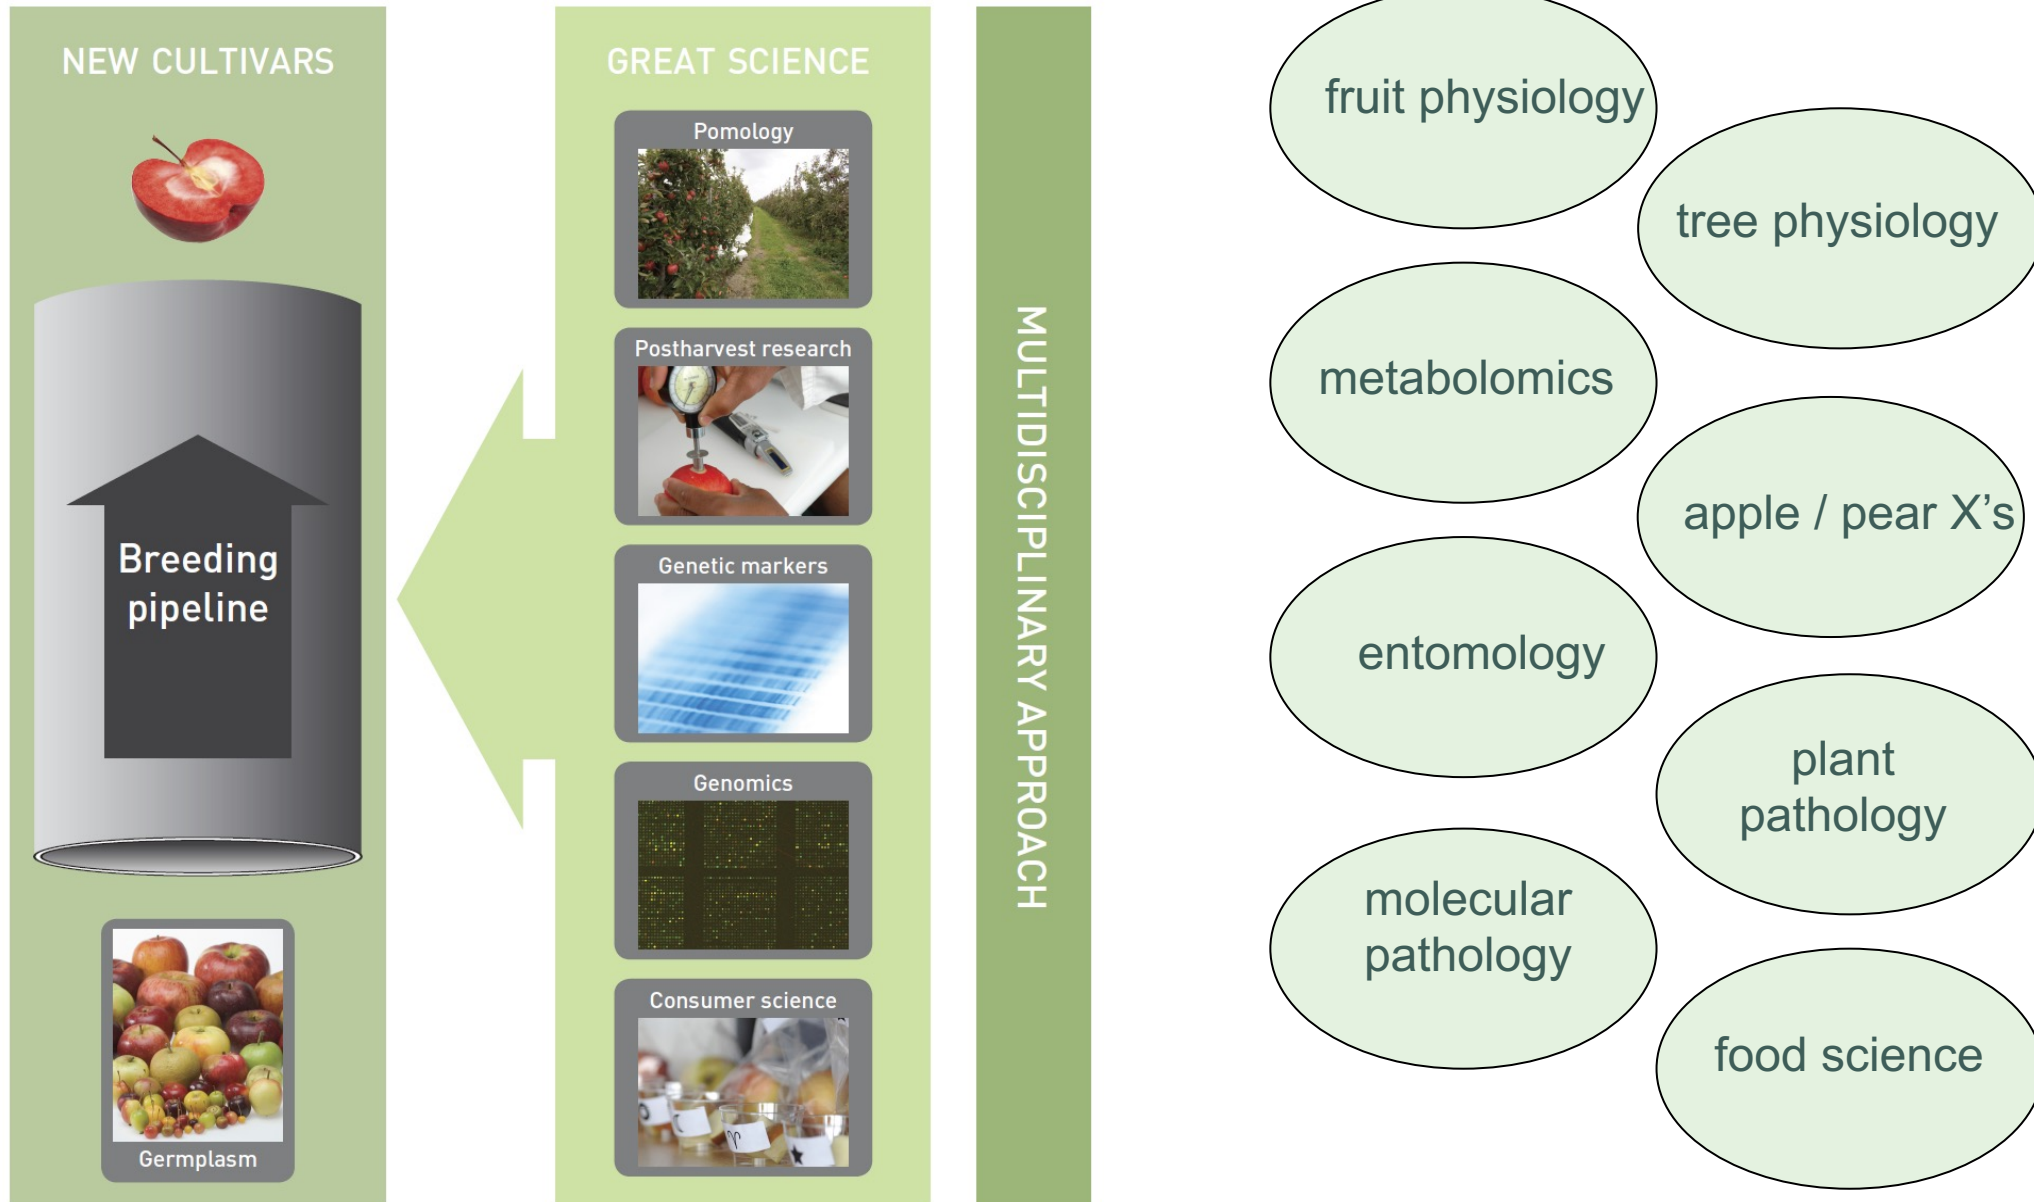 NEW CULTIVARS
Breeding
pipeline
Germplasm
GREAT SCIENCE
Pomology
Postharvest research
Genetic markers
Genomics
Consumer science
MULTIDISCIPLINARY APPROACH
fruit physiology
tree physiology
metabolomics
apple / pear X’s
entomology
plant
pathology
molecular
pathology
food science